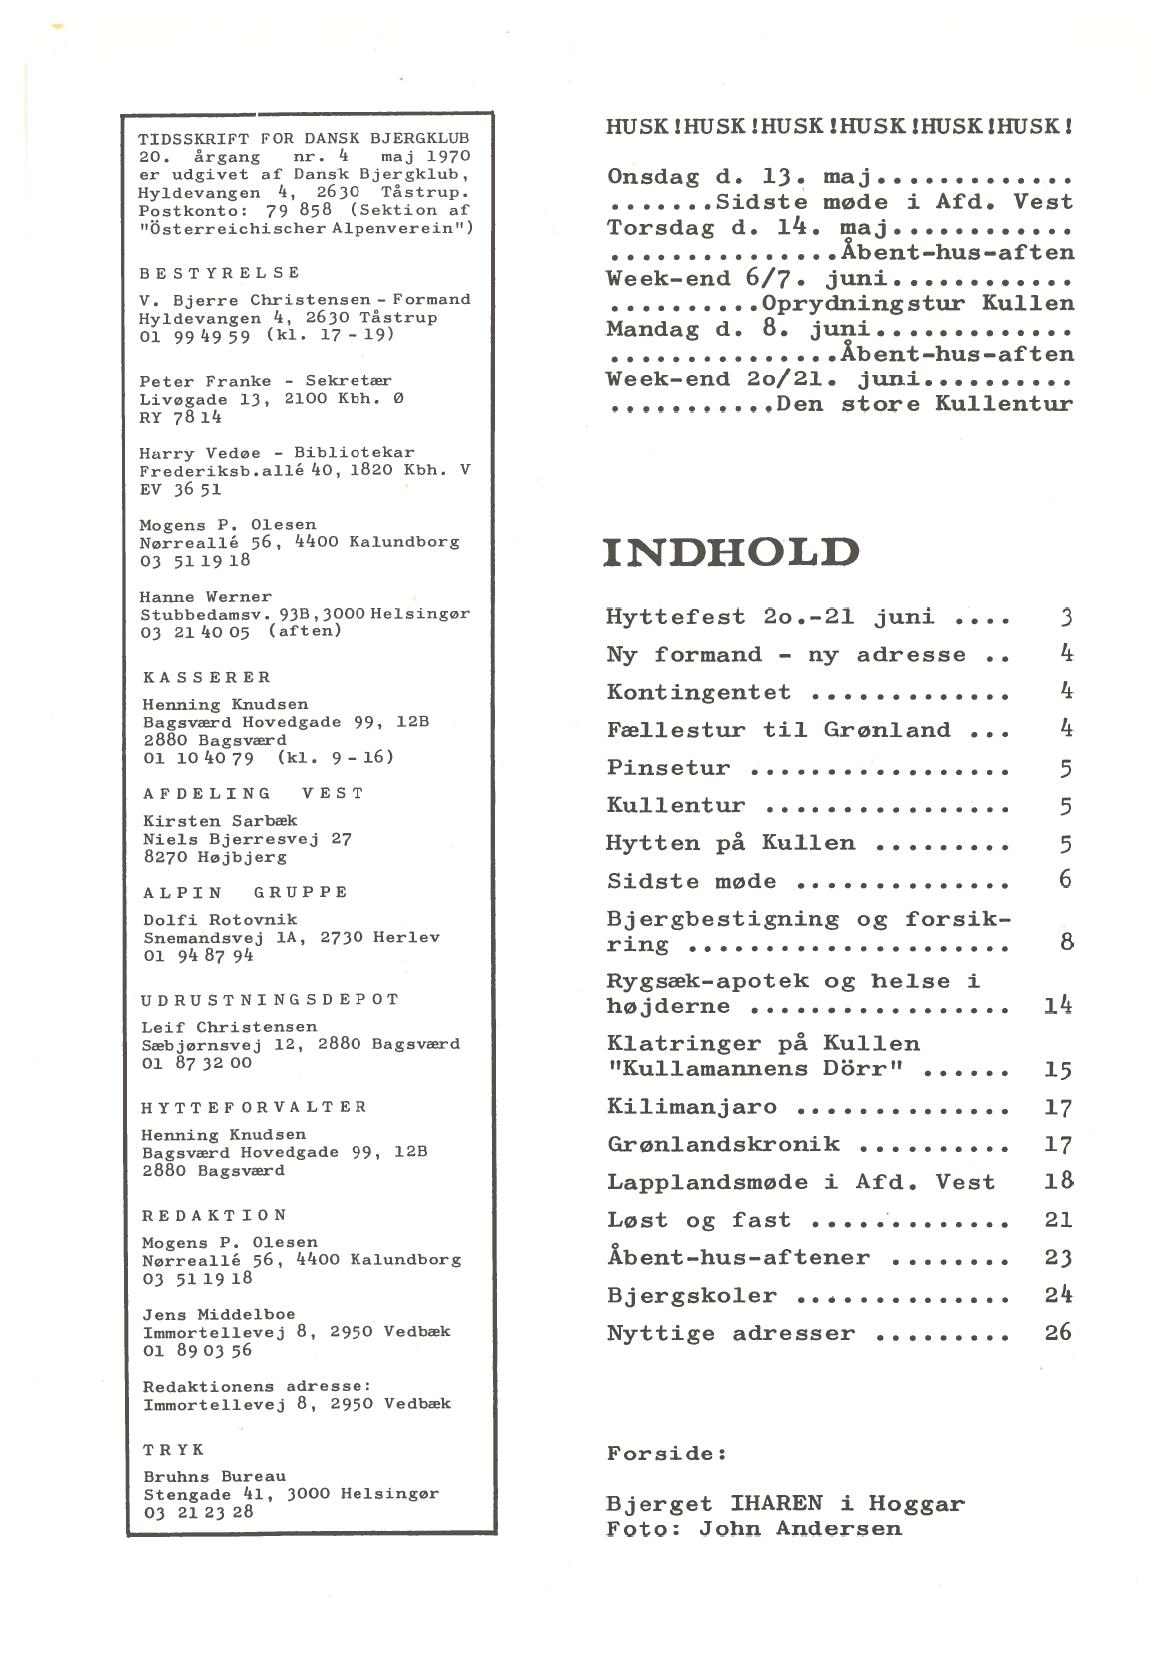 TIDSSKRIFT FOR DANSK BJERGKLUB
20. årgang nr. 4 maj 1970
er udgivet af Dansk Bjergklub,
Hyldevangen 4, 2630 Tåstrup.
Postkonto: 79 858 (Sektion af
"Österreichischer Alpenverein")
BESTYRELSE
V. Bjerre Christensen - Formand
Hyldevangen 4, 2630 Tåstrup
01 99 49 59 (kl. 17 - 19)
Peter Franke - Sekretær
Livøgade 13, 2100 Kbh. Ø
RY 78 14
Harry Vedøe - Bibliotekar
Frederiksb.allé 40, 1820 Kbh. V
EV 36 51
Mogens P. Olesen
Nørreallé 56, 4400 Kalundborg
03 51 19 18
Hanne Werner
Stubbedamsv. 93B, 3000 Helsingør
03 21 40 05 (aften)
KASSERER
Henning Knudsen
Bagsværd Hovedgade 99, 12B
2880 Bagsværd
01 10 40 79 (kl. 9 - 16)
AFDELING VEST
Kirsten Sarbæk
Niels Bjerresvej 27
8270 Højbjerg
ALPIN GRUPPE
Dolfi Rotovnik
Snemandsvej 1A, 2730 Herlev
01 94 87 94
UDRUSTNINGSDEPOT
Leif Christensen
Sæbjørnsvej 12, 2880 Bagsværd
01 87 32 00
HYTTEFORVALTER
Henning Knudsen
Bagsværd Hovedgade 99, 12B
2880 Bagsværd
REDAKTION
Mogens P. Olesen
Nørreallé 56, 4400 Kalundborg
03 51 19 18
Jens Middelboe
Immortellevej 8, 2950 Vedbæk
01 89 03 56
Redaktionens adresse:
Immortellevej 8, 2950 Vedbæk
TRYK
Bruhns Bureau
Stengade 41, 3000 Helsingør
03 21 23 28
HUSK!HUSK!HUSK!HUSK!HUSK!HUSK!
Onsdag d. 13. maj.............
.......Sidste møde i Afd. Vest
Torsdag d. 14. maj............
...............Åbent-hus-aften
Week-end 6/7. juni............
..........Oprydningstur Kullen
Mandag d. 8. juni.............
...............Åbent-hus-aften
Week-end 2o/21. juni..........
...........Den store Kullentur
INDHOLD
Hyttefest 2o.-21 juni .... 3
Ny formand - ny adresse .. 4
Kontingentet ............. 4
Fællestur til Grønland ... 4
Pinsetur ................. 5
Kullentur ................ 5
Hytten på Kullen ......... 5
Sidste møde .............. 6
Bjergbestigning og forsik-
ring ..................... 8
Rygsæk-apotek og helse i
højderne ................. 14
Klatringer på Kullen
"Kullamannens Dörr" ...... 15
Kilimanjaro .............. 17
Grønlandskronik .......... 17
Lapplandsmøde i Afd. Vest 18
Løst og fast ............. 21
Åbent-hus-aftener ........ 23
Bjergskoler .............. 24
Nyttige adresser ......... 26
Forside:
Bjerget IHAREN i Hoggar
Foto: John Andersen